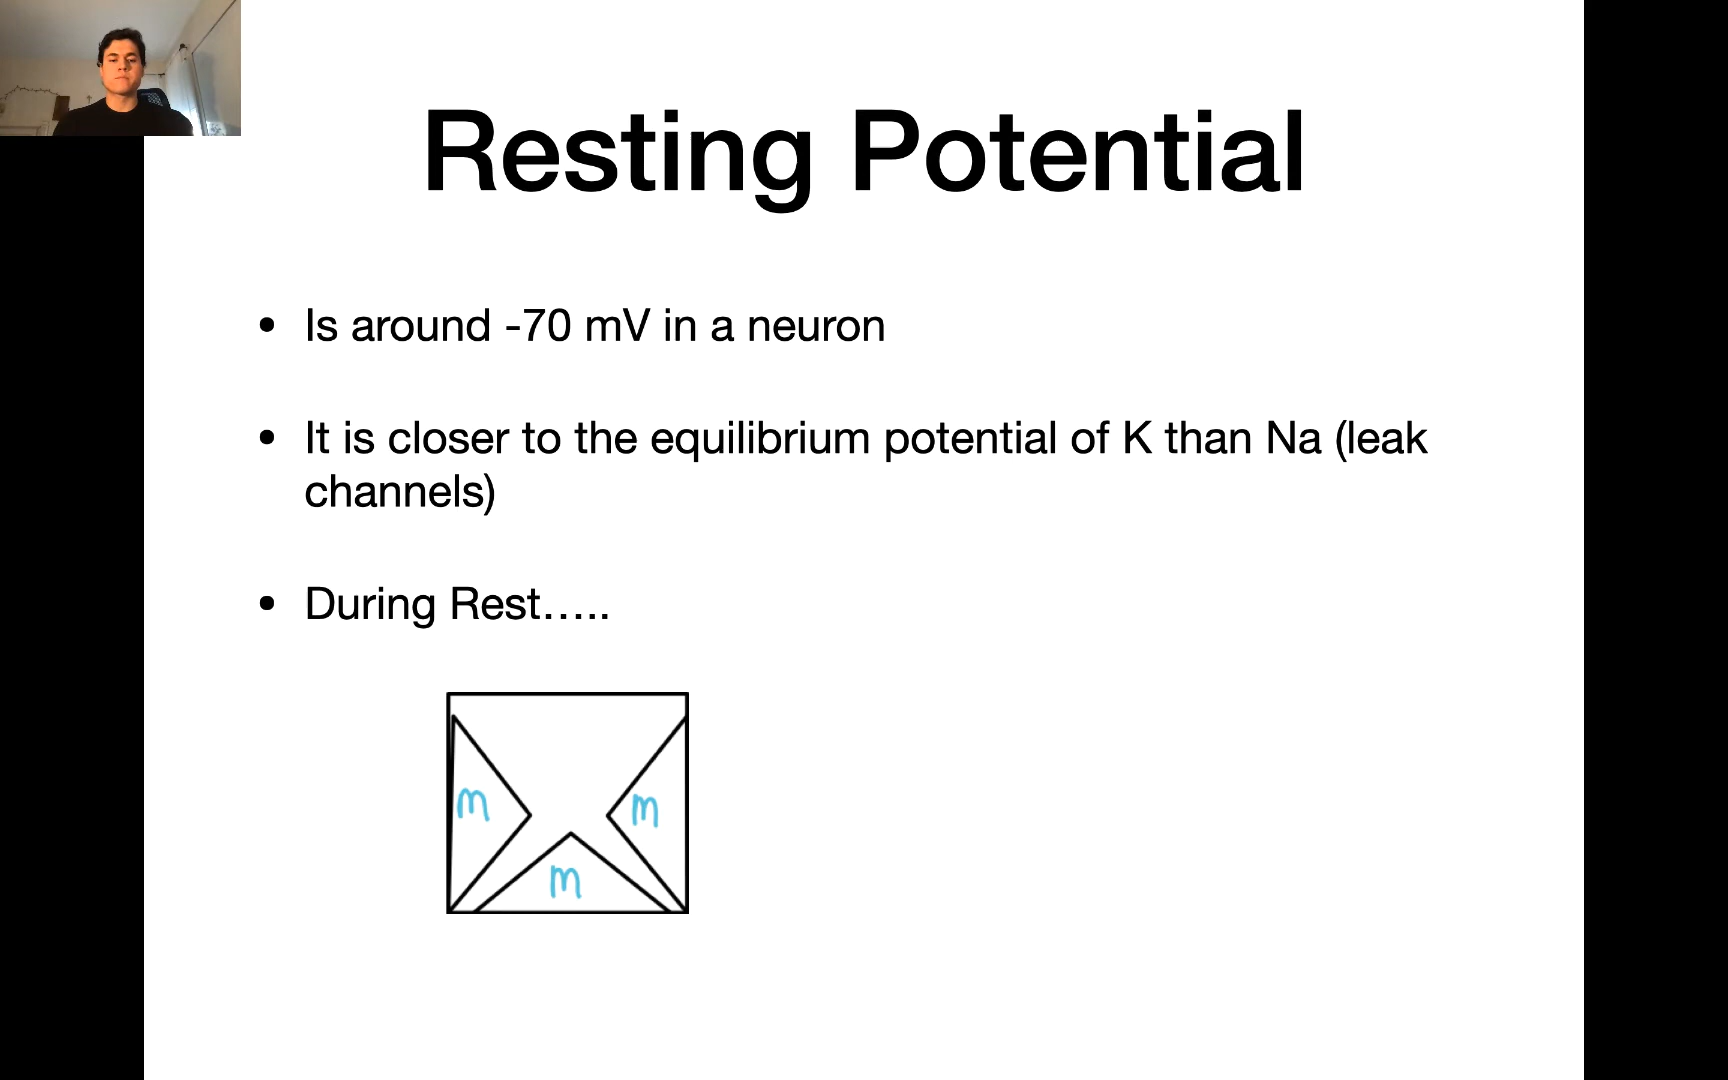 Resting Potential
• Is around -70 mV in a neuron
• It is closer to the equilibrium potential of K than Na (leak
channels)
• During Rest…..
m
m
m